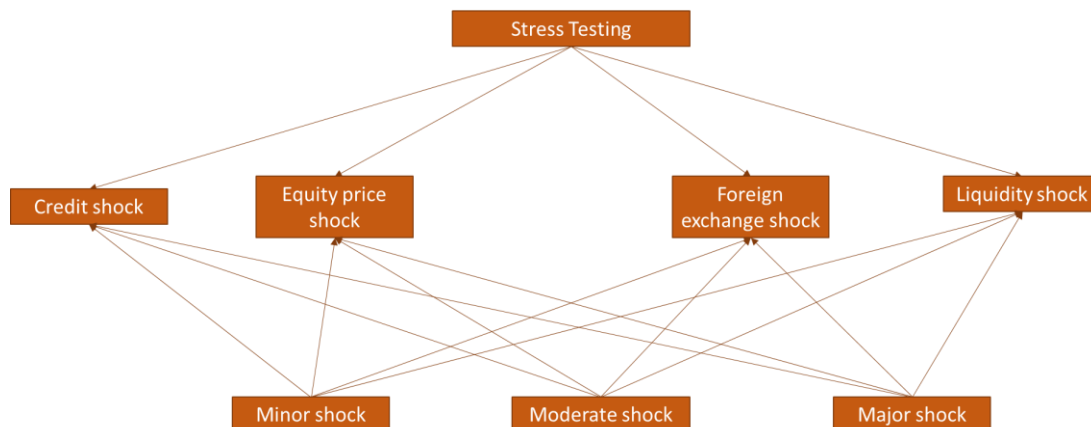 Stress Testing
Credit shock
Equity price
shock
Foreign
exchange shock
Liquidity shock
Minor shock
Moderate shock
Major shock